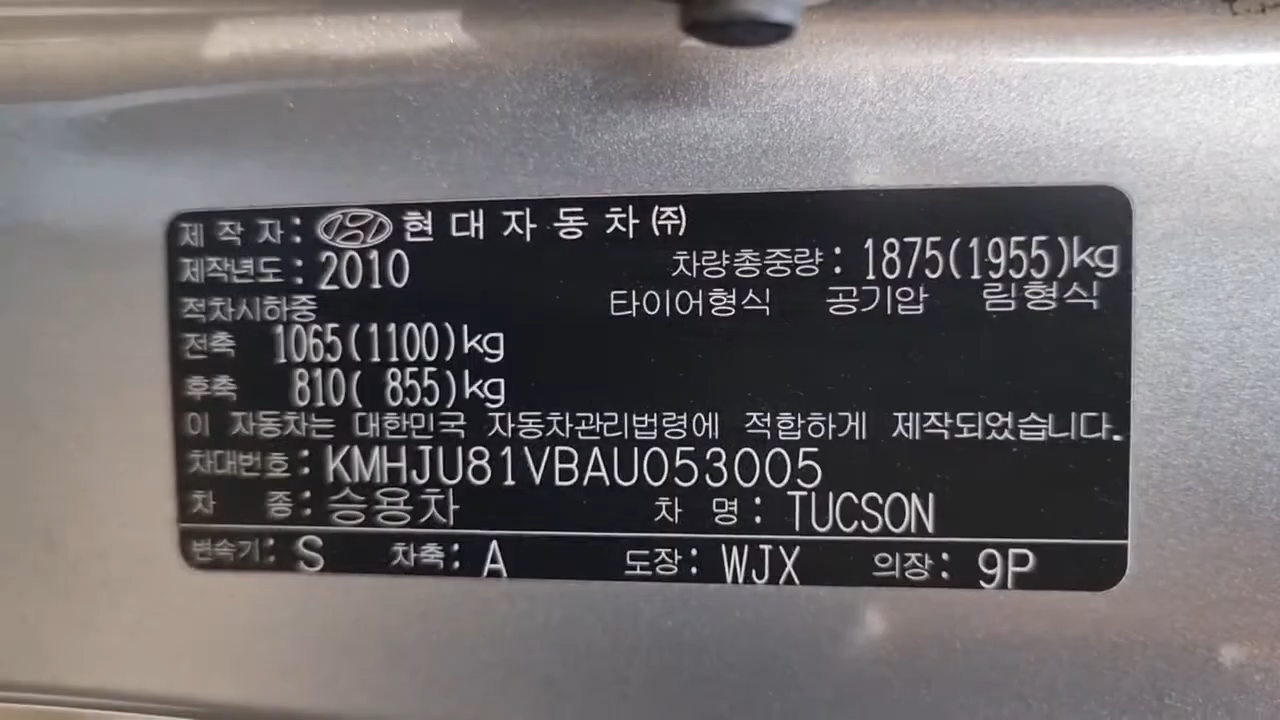 제 작 자: 현 대 자 동 차 ㈜
제작년도: 2010 차량총중량: 1875(1955)kg
적차시하중 타이어형식 공기압 림형식
전축 1065(1100)kg
후축 810( 855)kg
이 자동차는 대한민국 자동차관리법령에 적합하게 제작되었습니다.
차대번호: KMHJU81VBAU053005
차 종: 승용차 차 명: TUCSON
변속기: S 차축: A 도장: WJX 의장: 9P